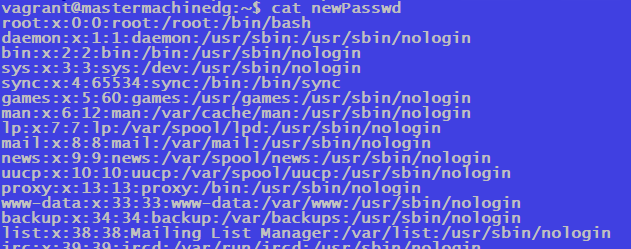 vagrant@mastermachinedg:~$ cat newPasswd
root:x:0:0:root:/root:/bin/bash
daemon:x:1:1:daemon:/usr/sbin:/usr/sbin/nologin
bin:x:2:2:bin:/bin:/usr/sbin/nologin
sys:x:3:3:sys:/dev:/usr/sbin/nologin
sync:x:4:65534:sync:/bin:/bin/sync
games:x:5:60:games:/usr/games:/usr/sbin/nologin
man:x:6:12:man:/var/cache/man:/usr/sbin/nologin
lp:x:7:7:lp:/var/spool/lpd:/usr/sbin/nologin
mail:x:8:8:mail:/var/mail:/usr/sbin/nologin
news:x:9:9:news:/var/spool/news:/usr/sbin/nologin
uucp:x:10:10:uucp:/var/spool/uucp:/usr/sbin/nologin
proxy:x:13:13:proxy:/bin:/usr/sbin/nologin
www-data:x:33:33:www-data:/var/www:/usr/sbin/nologin
backup:x:34:34:backup:/var/backups:/usr/sbin/nologin
list:x:38:38:Mailing List Manager:/var/list:/usr/sbin/nologin
irc:x:39:39:ircd:/var/run/ircd:/usr/sbin/nologin